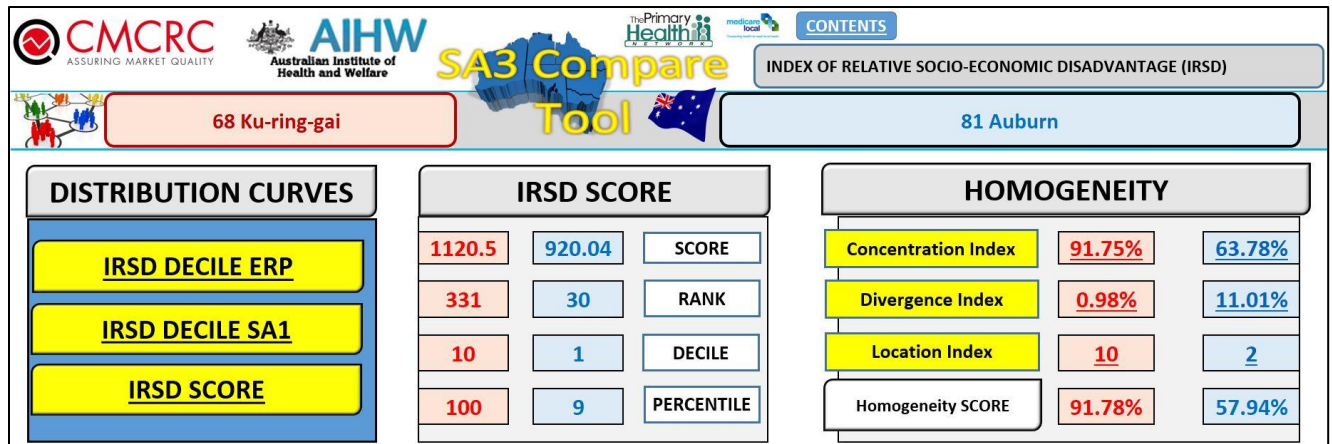 CMCRC
ASSURING MARKET QUALITY
AIHW
Australian Institute of
Health and Welfare
The Primary
Health
NETWORK
medicare
local
SA3 Compare
Tool
CONTENTS
INDEX OF RELATIVE SOCIO-ECONOMIC DISADVANTAGE (IRSD)
68 Ku-ring-gai
81 Auburn
DISTRIBUTION CURVES
IRSD DECILE ERP
IRSD DECILE SA1
IRSD SCORE
IRSD SCORE
1120.5 920.04 SCORE
331 30 RANK
10 1 DECILE
100 9 PERCENTILE
HOMOGENEITY
Concentration Index 91.75% 63.78%
Divergence Index 0.98% 11.01%
Location Index 10 2
Homogeneity SCORE 91.78% 57.94%